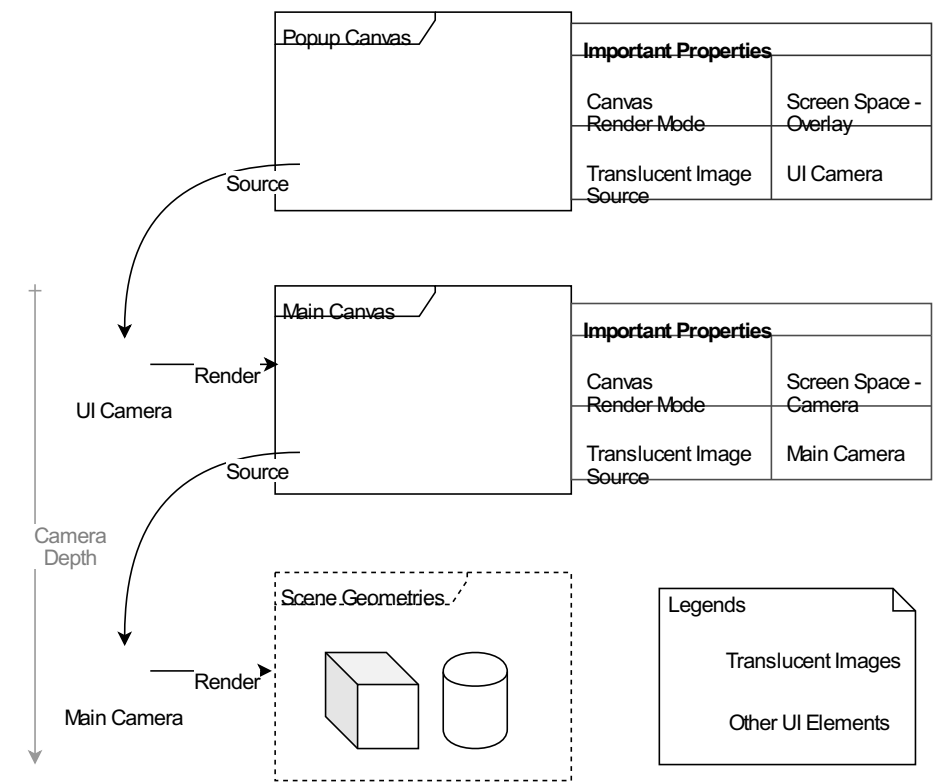 Popup Canvas
Important Properties
Canvas
Render Mode
Screen Space -
Overlay
Translucent Image
Source
UI Camera
Source
Main Canvas
Important Properties
Canvas
Render Mode
Screen Space -
Camera
Translucent Image
Source
Main Camera
Render
UI Camera
Source
Camera
Depth
Scene Geometries
Render
Main Camera
Legends
Translucent Images
Other UI Elements